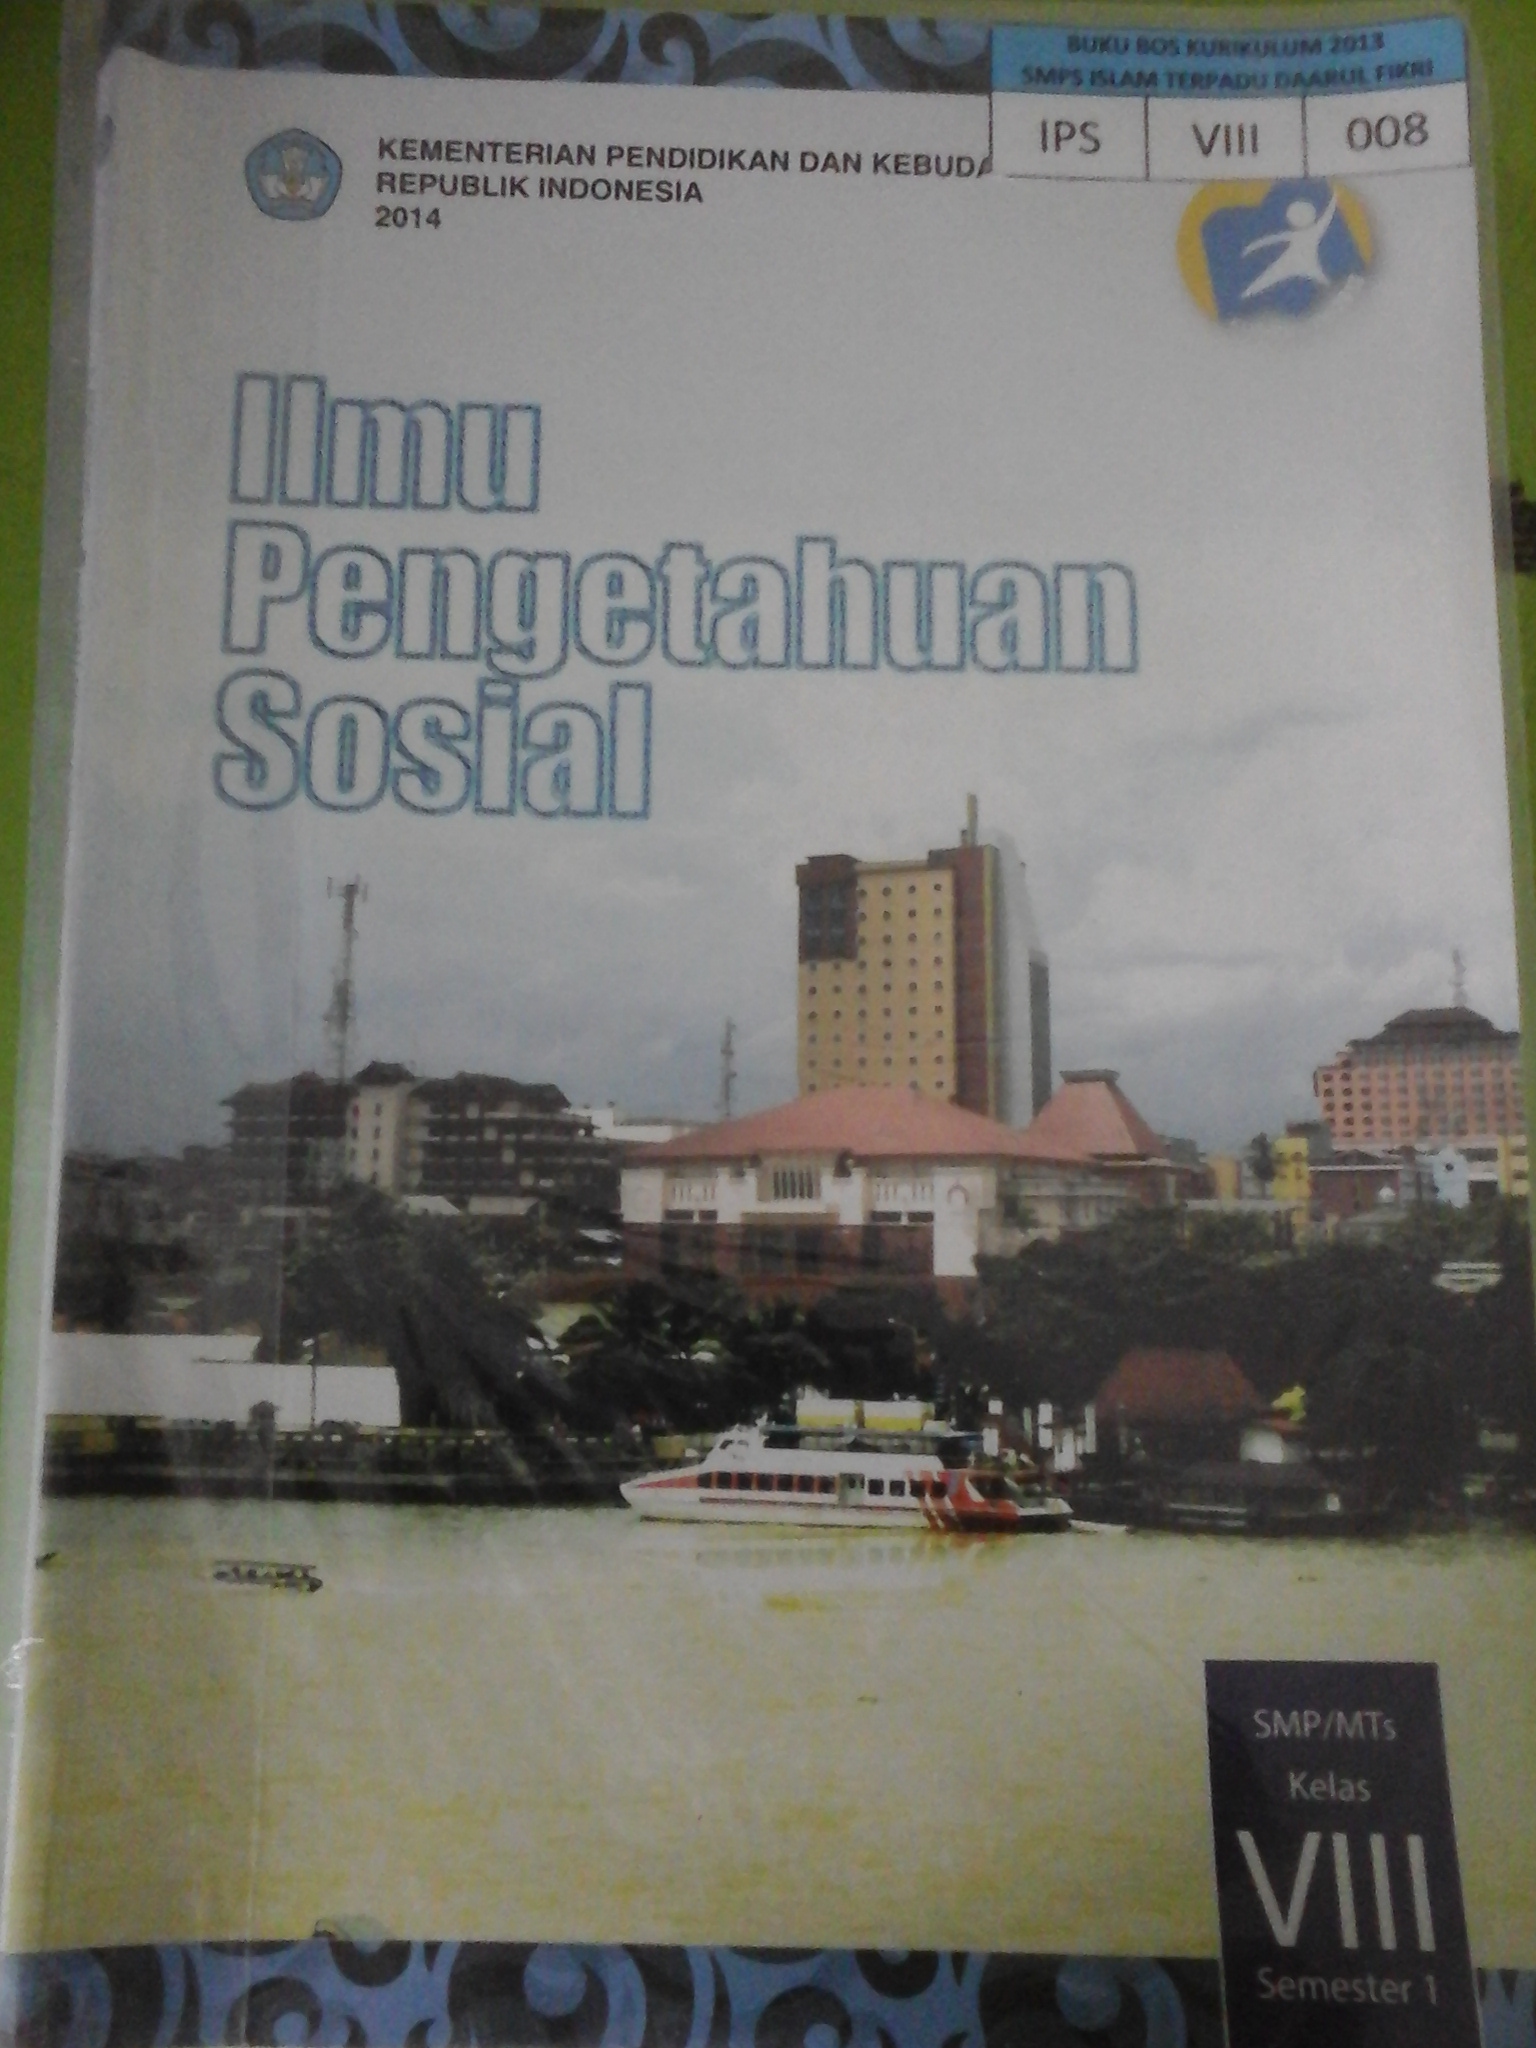 BUKU BOS KURIKULUM 2013
SMPS ISLAM TERPADU DAARUL FIKRI
IPS VIII 008
KEMENTERIAN PENDIDIKAN DAN KEBUDA
REPUBLIK INDONESIA
2014
Ilmu
Pengetahuan
Sosial
SMP/MTs
Kelas
VIII
Semester 1